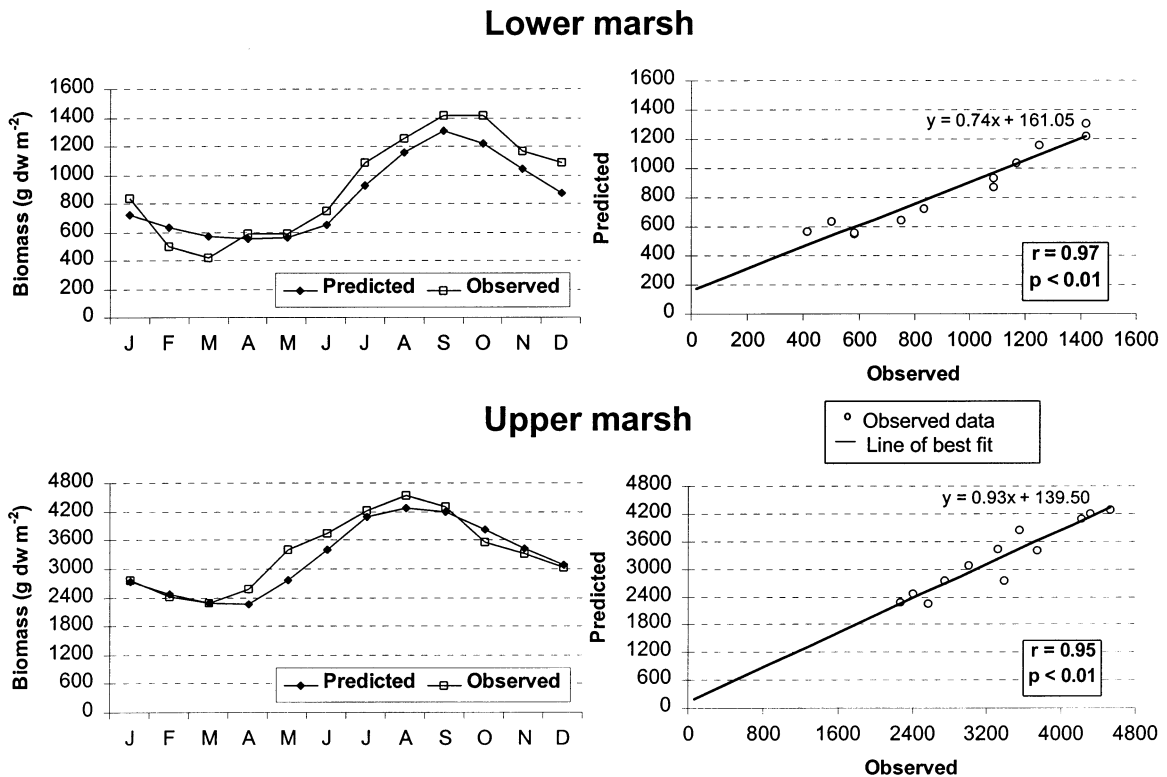 Lower marsh
Biomass (g dw m-2)
1600
1400
1200
1000
800
600
400
200
0
J F M A M J J A S O N D
Predicted Observed
Predicted
1600
1400
1200
1000
800
600
400
200
0
y = 0.74x + 161.05
r = 0.97
p < 0.01
0 200 400 600 800 1000 1200 1400 1600
Observed
Upper marsh
Observed data
Line of best fit
Biomass (g dw m-2)
4800
4200
3600
3000
2400
1800
1200
600
0
J F M A M J J A S O N D
Predicted Observed
Predicted
4800
4200
3600
3000
2400
1800
1200
600
0
y = 0.93x + 139.50
r = 0.95
p < 0.01
0 800 1600 2400 3200 4000 4800
Observed